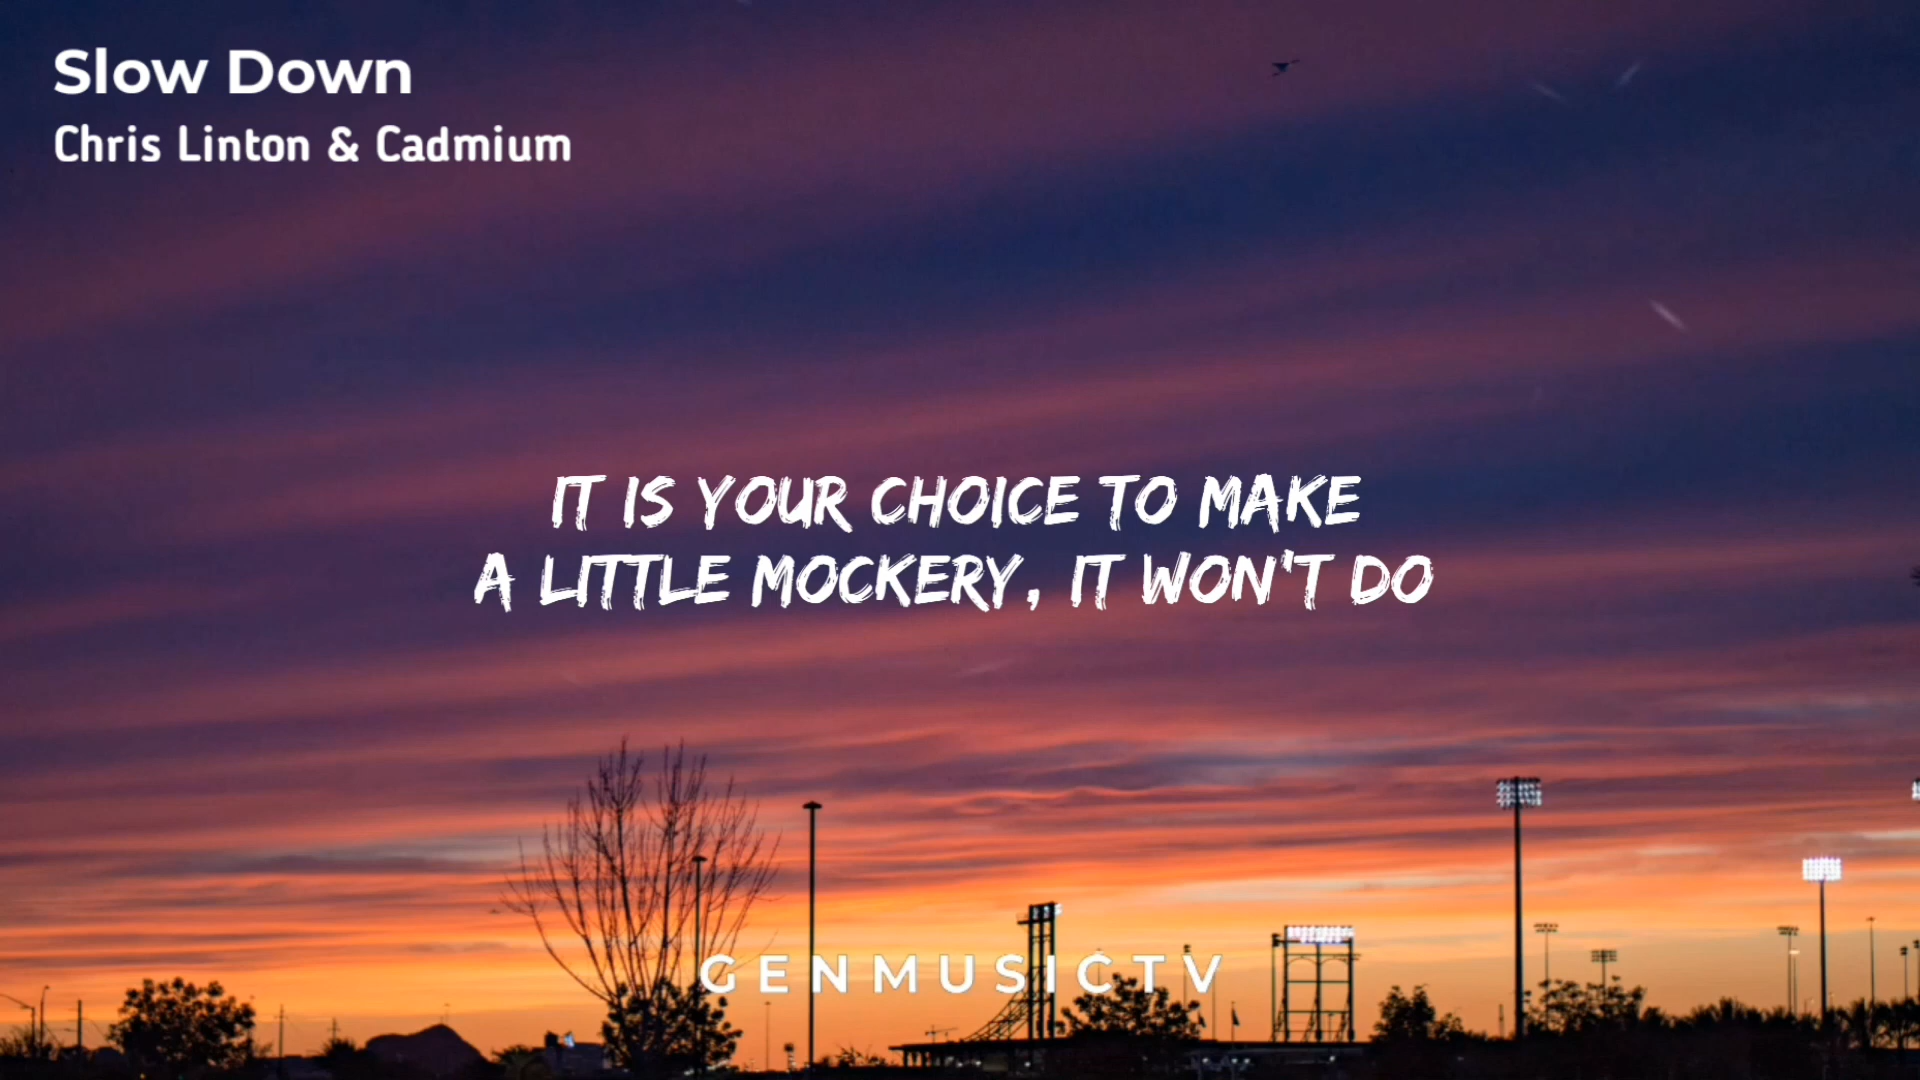 Slow Down
Chris Linton & Cadmium
IT IS YOUR CHOICE TO MAKE
A LITTLE MOCKERY, IT WON'T DO
GENMUSICTV